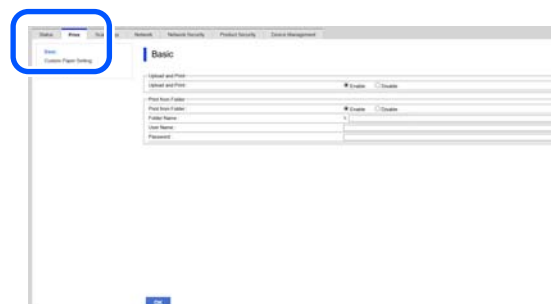 Status Print Network Network Security Product Security Device Management
Basic
Custom Paper Setting
Basic
Upload and Print
Upload and Print Enable Disable
Print from Folder
Print from Folder Enable Disable
Folder Name
User Name
Password
OK